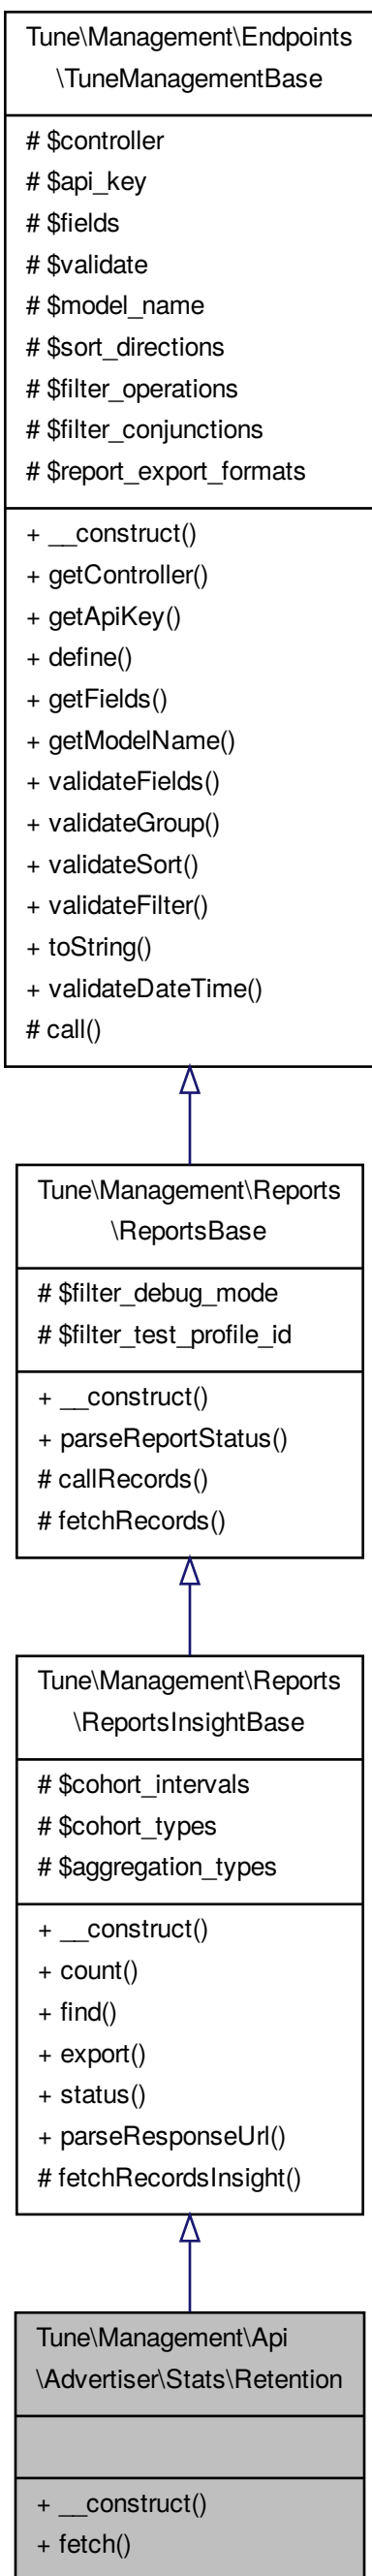 Tune\Management\Endpoints
\TuneManagementBase
# $controller
# $api_key
# $fields
# $validate
# $model_name
# $sort_directions
# $filter_operations
# $filter_conjunctions
# $report_export_formats
+ __construct()
+ getController()
+ getApiKey()
+ define()
+ getFields()
+ getModelName()
+ validateFields()
+ validateGroup()
+ validateSort()
+ validateFilter()
+ toString()
+ validateDateTime()
# call()
Tune\Management\Reports
\ReportsBase
# $filter_debug_mode
# $filter_test_profile_id
+ __construct()
+ parseReportStatus()
# callRecords()
# fetchRecords()
Tune\Management\Reports
\ReportsInsightBase
# $cohort_intervals
# $cohort_types
# $aggregation_types
+ __construct()
+ count()
+ find()
+ export()
+ status()
+ parseResponseUrl()
# fetchRecordsInsight()
Tune\Management\Api
\Advertiser\Stats\Retention
+ __construct()
+ fetch()